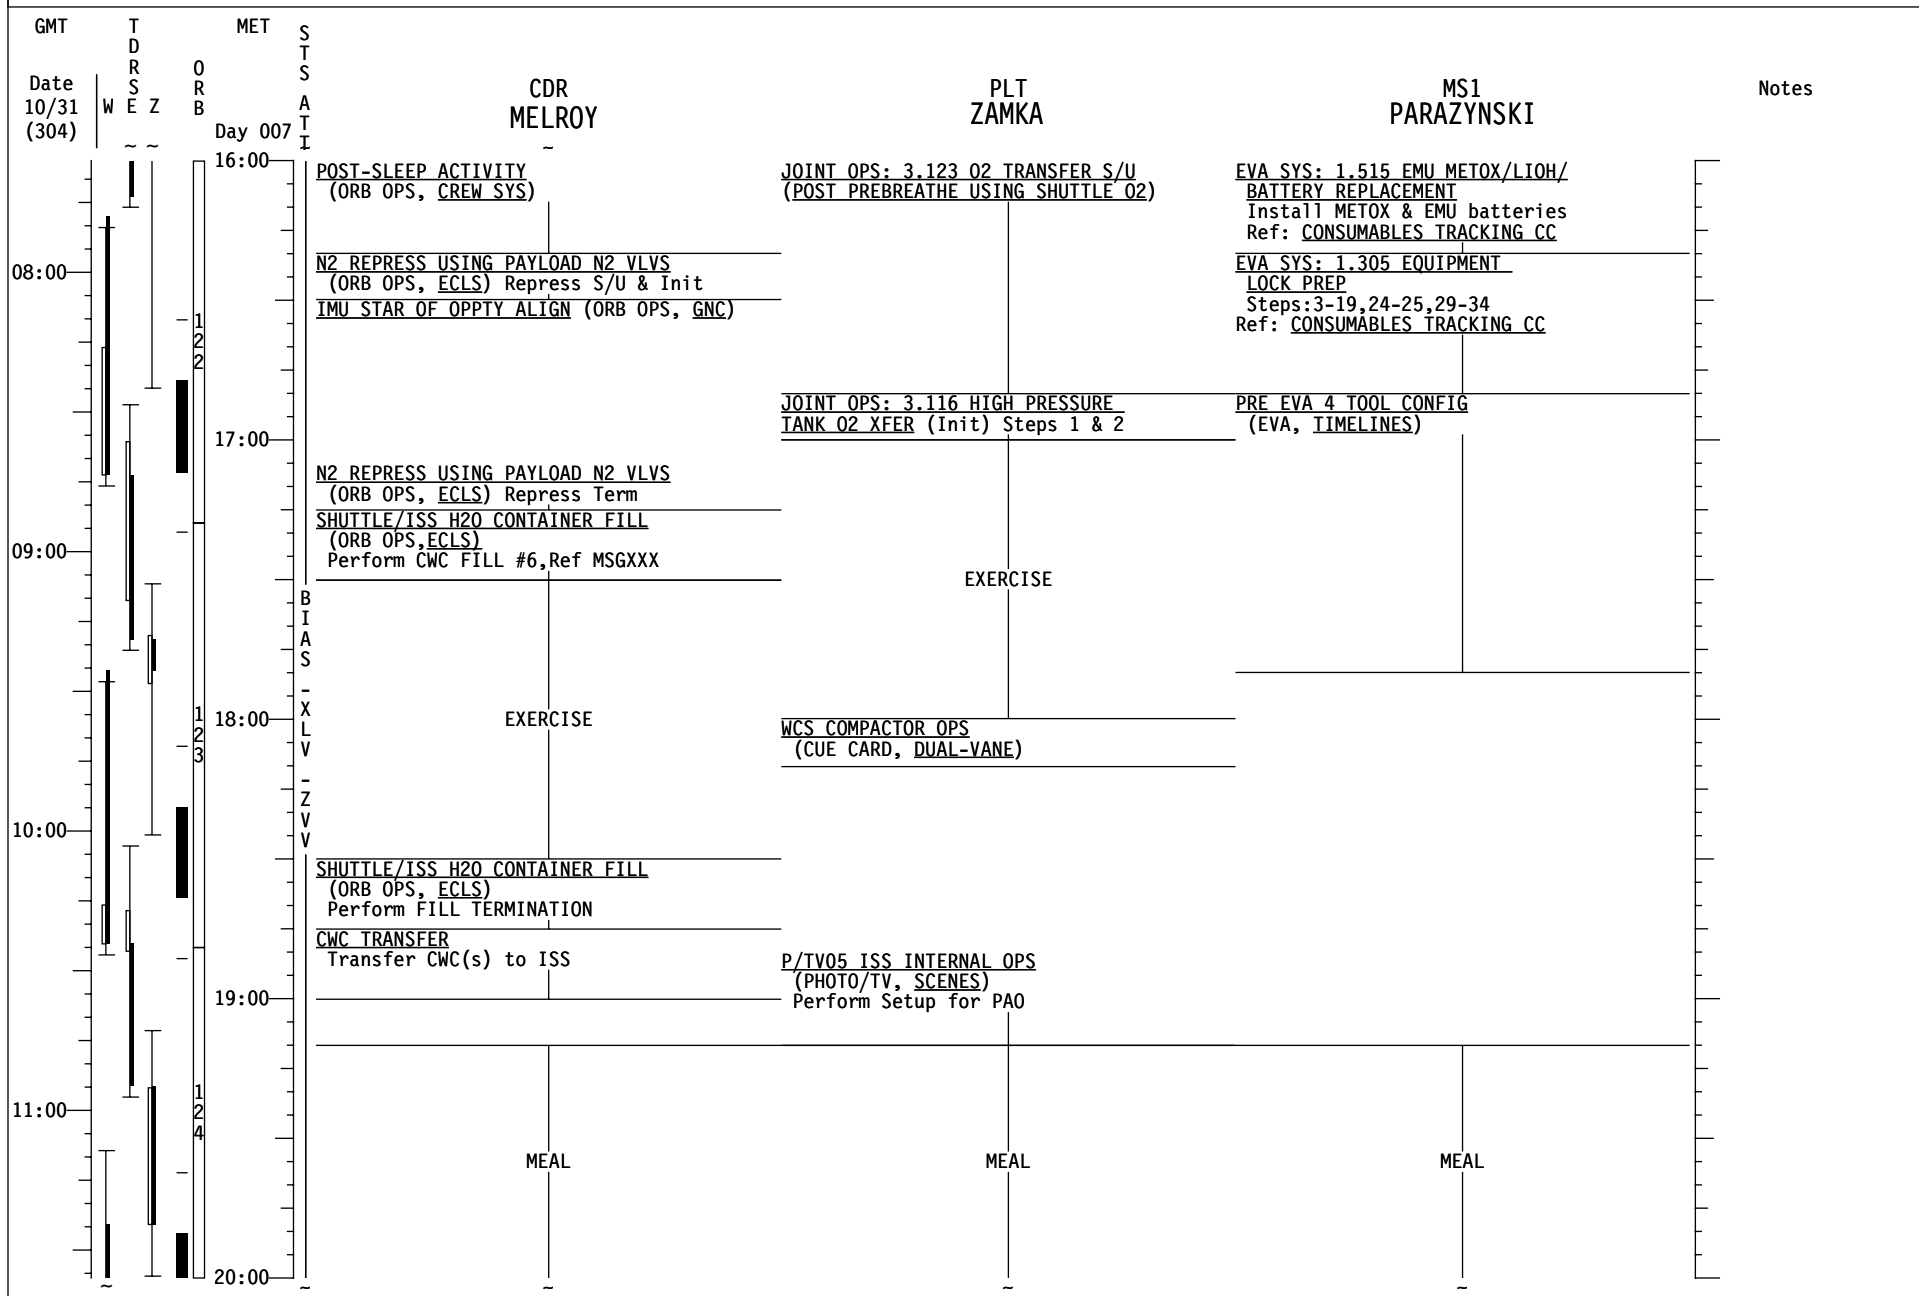 GMT
TDRS
MET
STS ATT
ORB
Date
10/31
(304)
W E Z
Day 007
CDR
MELROY
PLT
ZAMKA
MS1
PARAZYNSKI
Notes
~ ~ ~
16:00
POST-SLEEP ACTIVITY
(ORB OPS, CREW SYS)
N2 REPRESS USING PAYLOAD N2 VLVS
(ORB OPS, ECLS) Repress S/U & Init
IMU STAR OF OPPTY ALIGN (ORB OPS, GNC)
N2 REPRESS USING PAYLOAD N2 VLVS
(ORB OPS, ECLS) Repress Term
SHUTTLE/ISS H2O CONTAINER FILL
(ORB OPS,ECLS)
Perform CWC FILL #6,Ref MSGXXX
EXERCISE
SHUTTLE/ISS H2O CONTAINER FILL
(ORB OPS, ECLS)
Perform FILL TERMINATION
CWC TRANSFER
Transfer CWC(s) to ISS
MEAL
JOINT OPS: 3.123 O2 TRANSFER S/U
(POST PREBREATHE USING SHUTTLE O2)
JOINT OPS: 3.116 HIGH PRESSURE
TANK O2 XFER (Init) Steps 1 & 2
EXERCISE
WCS COMPACTOR OPS
(CUE CARD, DUAL-VANE)
P/TV05 ISS INTERNAL OPS
(PHOTO/TV, SCENES)
Perform Setup for PAO
MEAL
EVA SYS: 1.515 EMU METOX/LIOH/
BATTERY REPLACEMENT
Install METOX & EMU batteries
Ref: CONSUMABLES TRACKING CC
EVA SYS: 1.305 EQUIPMENT
LOCK PREP
Steps:3-19,24-25,29-34
Ref: CONSUMABLES TRACKING CC
PRE EVA 4 TOOL CONFIG
(EVA, TIMELINES)
MEAL
08:00
09:00
10:00
11:00
122
123
124
17:00
18:00
19:00
20:00
BIAS -XLV -ZVV
~ ~ ~ ~ ~